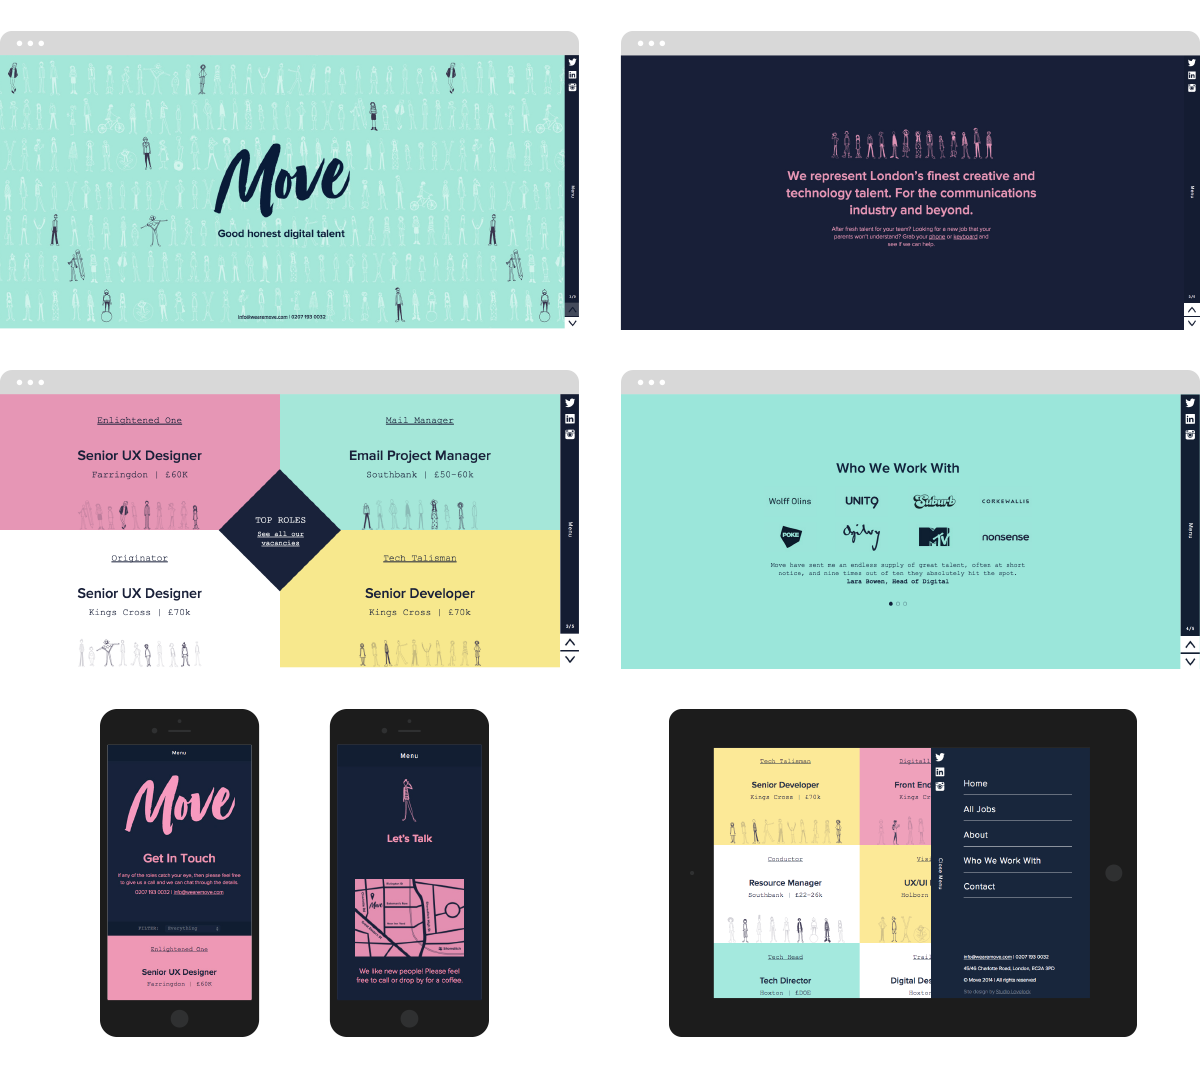 Move
Good honest digital talent
info@wearemove.com | 0207 193 0032
Menu
1/5
We represent London's finest creative and
technology talent. For the communications
industry and beyond.
After fresh talent for your team? Looking for a new job that your
parents won't understand? Grab your phone or keyboard and
see if we can help.
Menu
Enlightened One
Senior UX Designer
Farringdon | £60K
Mail Manager
Email Project Manager
Southbank | £50-60k
TOP ROLES
See all our
vacancies
Originator
Senior UX Designer
Kings Cross | £70k
Tech Talisman
Senior Developer
Kings Cross | £70k
Menu
3/5
Who We Work With
Wolff Olins
UNIT9
Suburb
CORKEWALLIS
POKE
Ogilvy
MTV
nonsense
Move have sent me an endless supply of great talent, often at short
notice, and nine times out of ten they absolutely hit the spot.
Lara Bowen, Head of Digital
Menu
4/5
Menu
Move
Get In Touch
If any of the roles catch your eye, then please feel free
to give us a call and we can chat through the details.
0207 193 0032 | info@wearemove.com
FILTER: Everything
Enlightened One
Senior UX Designer
Farringdon | £60K
Menu
Let's Talk
Move
We like new people! Please feel
free to call or drop by for a coffee.
Tech Talisman
Senior Developer
Kings Cross | £70k
Digitall
Front End
Kings Cr
Conductor
Resource Manager
Southbank | £22-26k
Visi
UX/UI
Holborn
Tech Head
Tech Director
Hoxton | £DOE
Trail
Digital Des
Hoxto
Close Menu
Home
All Jobs
About
Who We Work With
Contact
info@wearemove.com | 0207 193 0032
45/46 Charlotte Road, London, EC2A 3PD
© Move 2014 | All rights reserved
Site design by Studio Lovelock